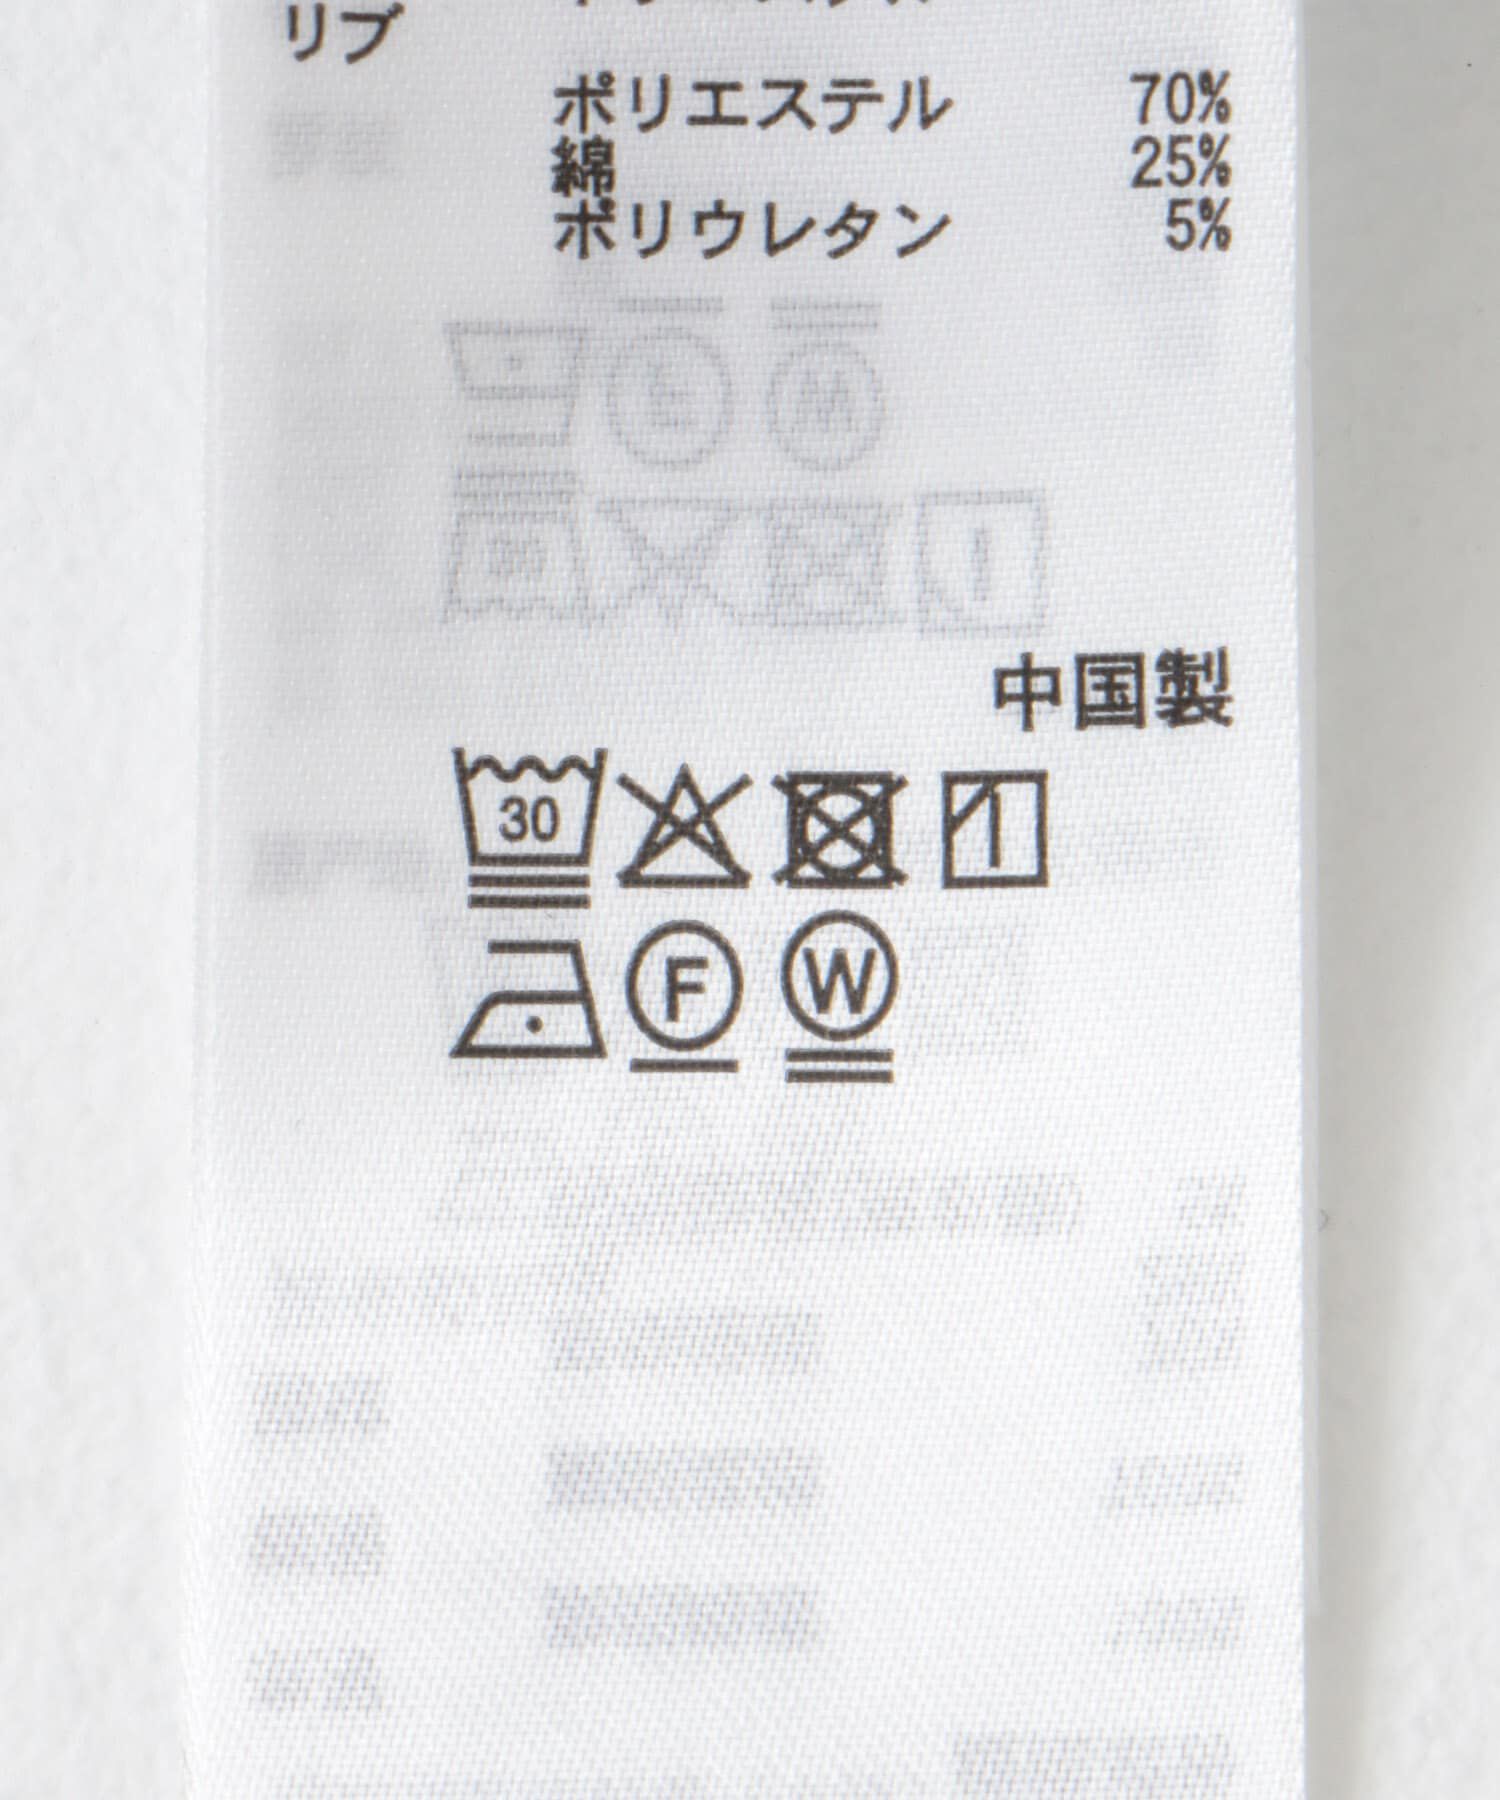 リブ
ポリエステル 70%
綿 25%
ポリウレタン 5%
中国製
30
F W